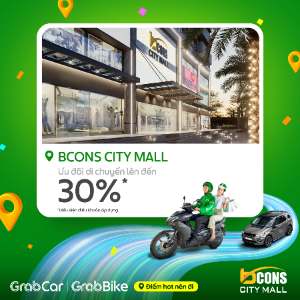 bcons
CITY MALL
BCONS CITY MALL
Ưu đãi di chuyển lên đến
30%*
GrabCar | GrabBike
Điểm hot nên đi
bcons
CITY MALL